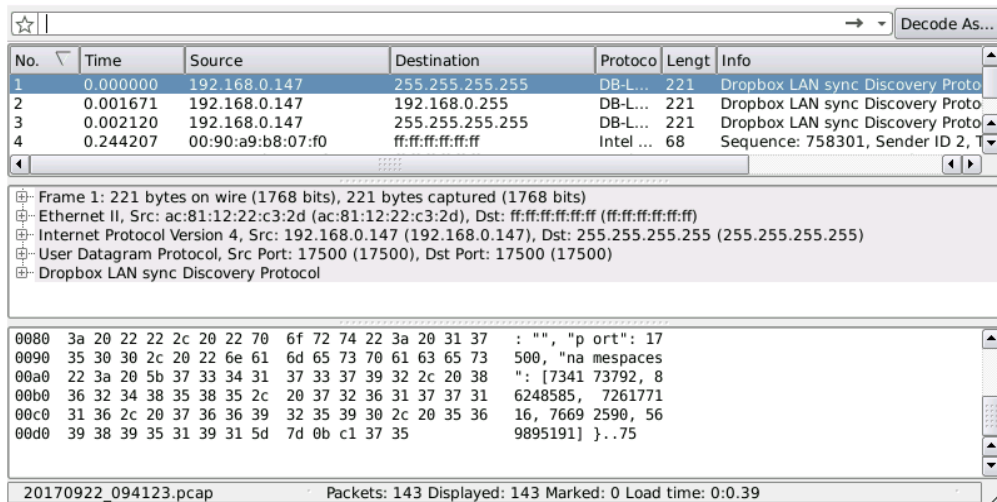 Decode As...
No. Time Source Destination Protoco Lengt Info
1 0.000000 192.168.0.147 255.255.255.255 DB-L... 221 Dropbox LAN sync Discovery Proto
2 0.001671 192.168.0.147 192.168.0.255 DB-L... 221 Dropbox LAN sync Discovery Proto
3 0.002120 192.168.0.147 255.255.255.255 DB-L... 221 Dropbox LAN sync Discovery Proto
4 0.244207 00:90:a9:b8:07:f0 ff:ff:ff:ff:ff:ff Intel ... 68 Sequence: 758301, Sender ID 2, T
Frame 1: 221 bytes on wire (1768 bits), 221 bytes captured (1768 bits)
Ethernet II, Src: ac:81:12:22:c3:2d (ac:81:12:22:c3:2d), Dst: ff:ff:ff:ff:ff:ff (ff:ff:ff:ff:ff:ff)
Internet Protocol Version 4, Src: 192.168.0.147 (192.168.0.147), Dst: 255.255.255.255 (255.255.255.255)
User Datagram Protocol, Src Port: 17500 (17500), Dst Port: 17500 (17500)
Dropbox LAN sync Discovery Protocol
0080 3a 20 22 22 2c 20 22 70 6f 72 74 22 3a 20 31 37 : "", "p ort": 17
0090 35 30 30 2c 20 22 6e 61 6d 65 73 70 61 63 65 73 500, "na mespaces
00a0 22 3a 20 5b 37 33 34 31 37 33 37 39 32 2c 20 38 ": [7341 73792, 8
00b0 36 32 34 38 35 38 35 2c 20 37 32 36 31 37 37 31 6248585, 7261771
00c0 31 36 2c 20 37 36 36 39 32 35 39 30 2c 20 35 36 16, 7669 2590, 56
00d0 39 38 39 35 31 39 31 5d 7d 0b c1 37 35 9895191] }..75
20170922_094123.pcap Packets: 143 Displayed: 143 Marked: 0 Load time: 0:0.39